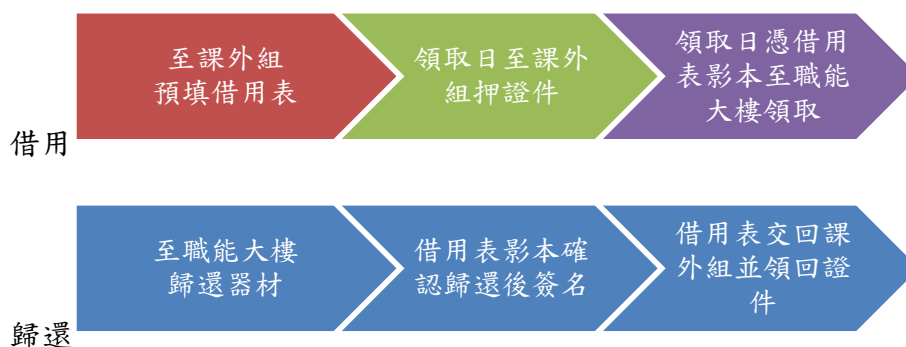 至課外組
預填借用表
領取日至課外
組押證件
領取日憑借用
表影本至職能
大樓領取
借用
至職能大樓
歸還器材
借用表影本確
認歸還後簽名
借用表交回課
外組並領回證
件
歸還